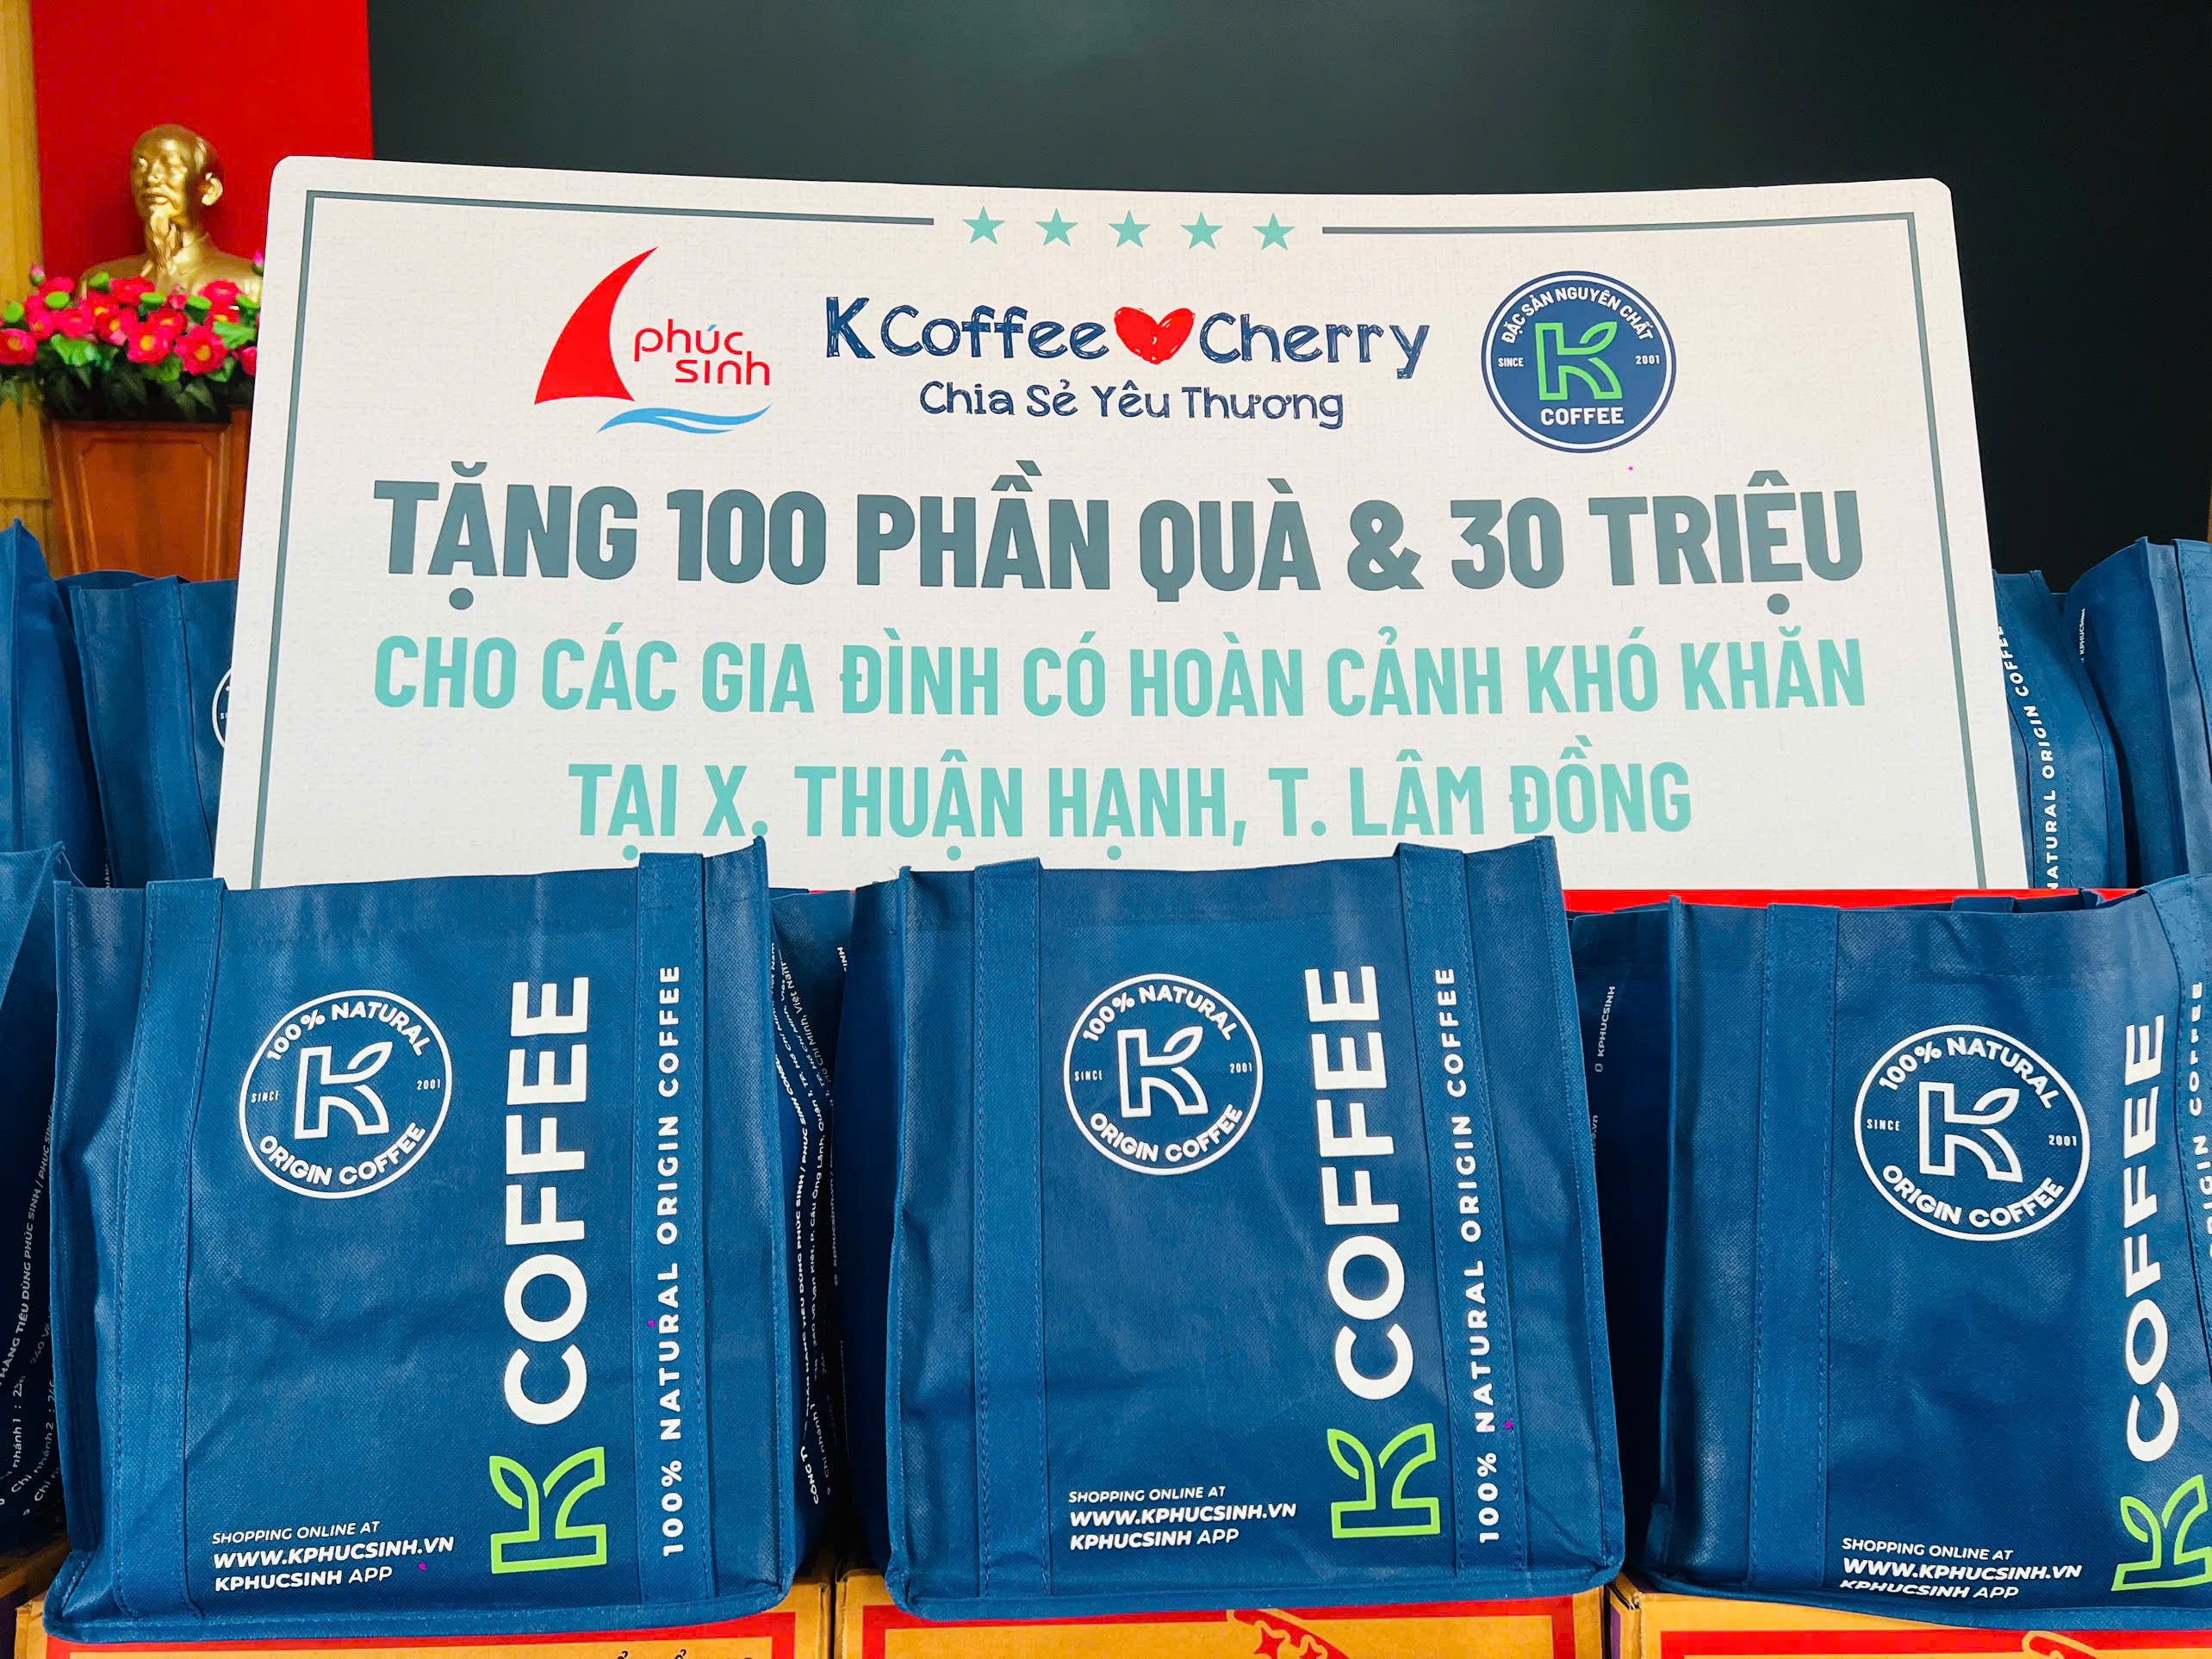 phúc
sinh
K Coffee Cherry
Chia Sẻ Yêu Thương
ĐẶC SẢN NGUYÊN CHẤT
SINCE 2001
K
COFFEE
TẶNG 100 PHẦN QUÀ & 30 TRIỆU
CHO CÁC GIA ĐÌNH CÓ HOÀN CẢNH KHÓ KHĂN
TẠI X. THUẬN HẠNH, T. LÂM ĐỒNG
100% NATURAL
SINCE K 2001
ORIGIN COFFEE
K COFFEE
100% NATURAL ORIGIN COFFEE
SHOPPING ONLINE AT
WWW.KPHUCSINH.VN
KPHUCSINH APP
100% NATURAL
SINCE K 2001
ORIGIN COFFEE
K COFFEE
100% NATURAL ORIGIN COFFEE
SHOPPING ONLINE AT
WWW.KPHUCSINH.VN
KPHUCSINH APP
KPHUCSINH
100% NATURAL
SINCE K 2001
ORIGIN COFFEE
K COFFEE
SHOPPING ONLINE AT
WWW.KPHUCSINH.VN
KPHUCSINH APP
NATURAL ORIGIN COFFEE